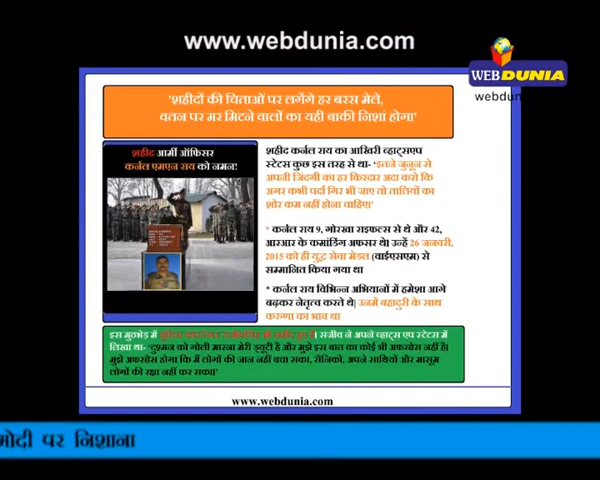 www.webdunia.com
WEBDUNIA
webdun
'शहीदों की चिताओं पर लगेंगे हर बरस मेले,
वतन पर मर मिटने वालों का यही बाकी निशां होगा'
शहीद आर्मी ऑफिसर
कर्नल एमएन राय को नमन!
शहीद कर्नल राय का आखिरी व्हाट्सएप
स्टेटस कुछ इस तरह से था- 'इतने जुनून से
अपनी जिंदगी का हर किरदार अदा करो कि
अगर कभी पर्दा गिर भी जाए तो तालियों का
शोर कम नहीं होना चाहिए।'
* कर्नल राय 9, गोरखा राइफल्स से थे और 42,
आरआर के कमांडिंग अफसर थे। उन्हें 26 जनवरी,
2015 को ही युद्ध सेवा मेडल (वाईएसएम) से
सम्मानित किया गया था
* कर्नल राय विभिन्न अभियानों में हमेशा आगे
बढ़कर नेतृत्व करते थे। उनमें बहादुरी के साथ
करुणा का भाव था
इस मुठभेड़ में
संजीव ने अपने व्हाट्स एप स्टेटस में
लिखा था- 'दुश्मन को गोली मारना मेरी ड्यूटी है और मुझे इस बात का कोई भी अफसोस नहीं है।
मुझे अफसोस होगा कि मैं लोगों की जान नहीं बचा सका, सैनिकों, अपने साथियों और मासूम
लोगों की रक्षा नहीं कर सका।'
www.webdunia.com
मोदी पर निशाना